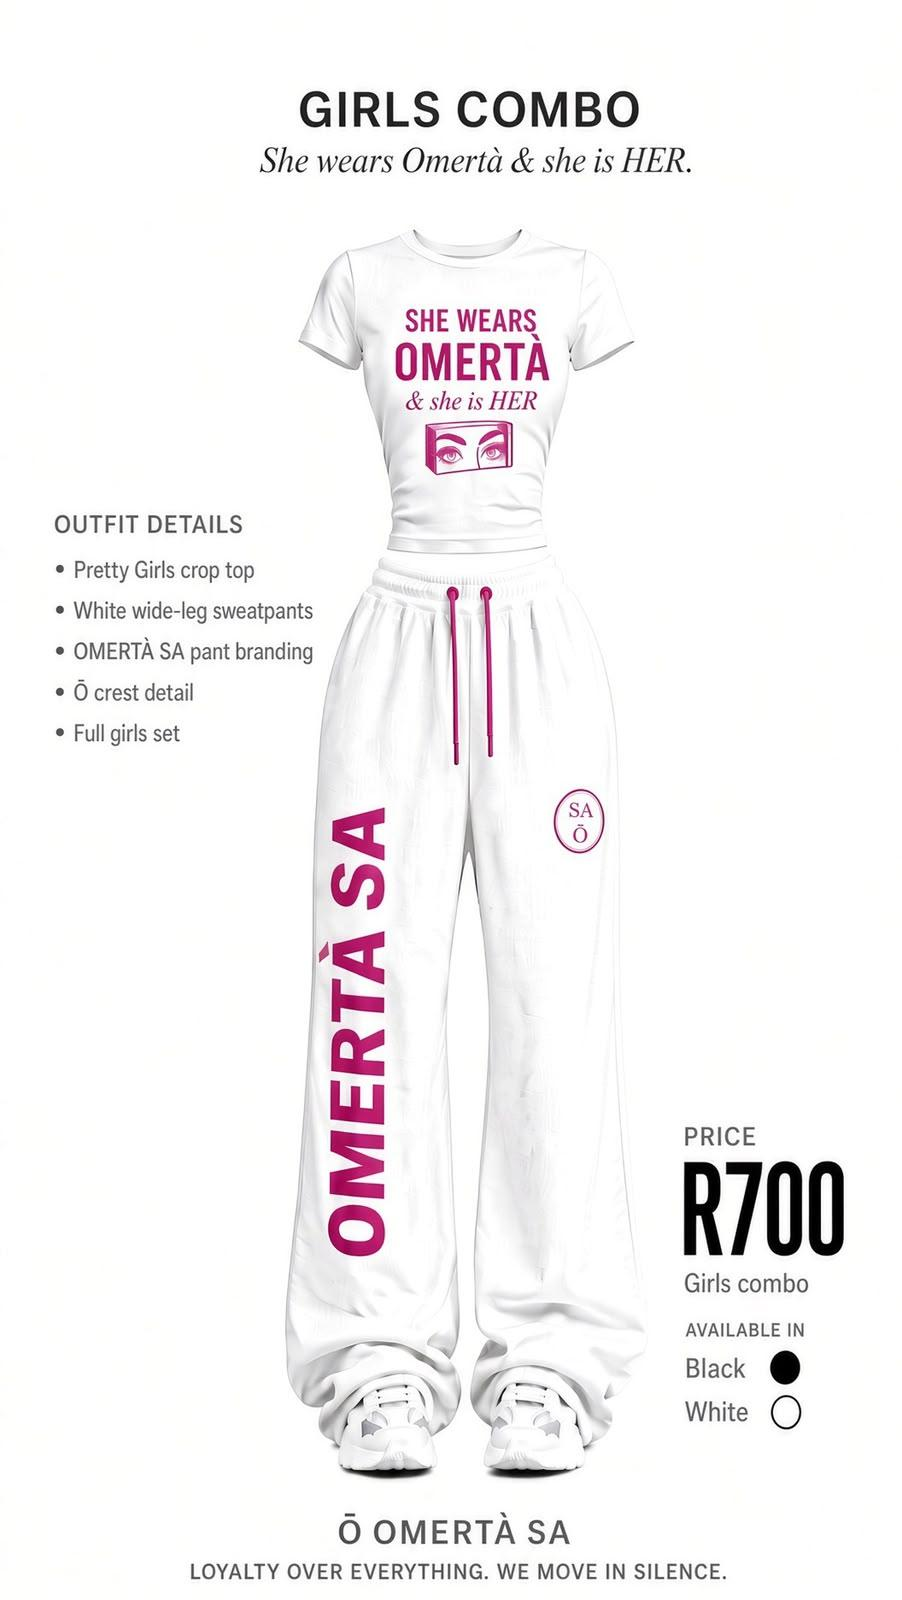 GIRLS COMBO
She wears Omertà & she is HER.
SHE WEARS
OMERTÀ
& she is HER
OUTFIT DETAILS
• Pretty Girls crop top
• White wide-leg sweatpants
• OMERTÀ SA pant branding
• Ō crest detail
• Full girls set
SA
Ō
OMERTÀ SA
PRICE
R700
Girls combo
AVAILABLE IN
Black
White
Ō OMERTÀ SA
LOYALTY OVER EVERYTHING. WE MOVE IN SILENCE.